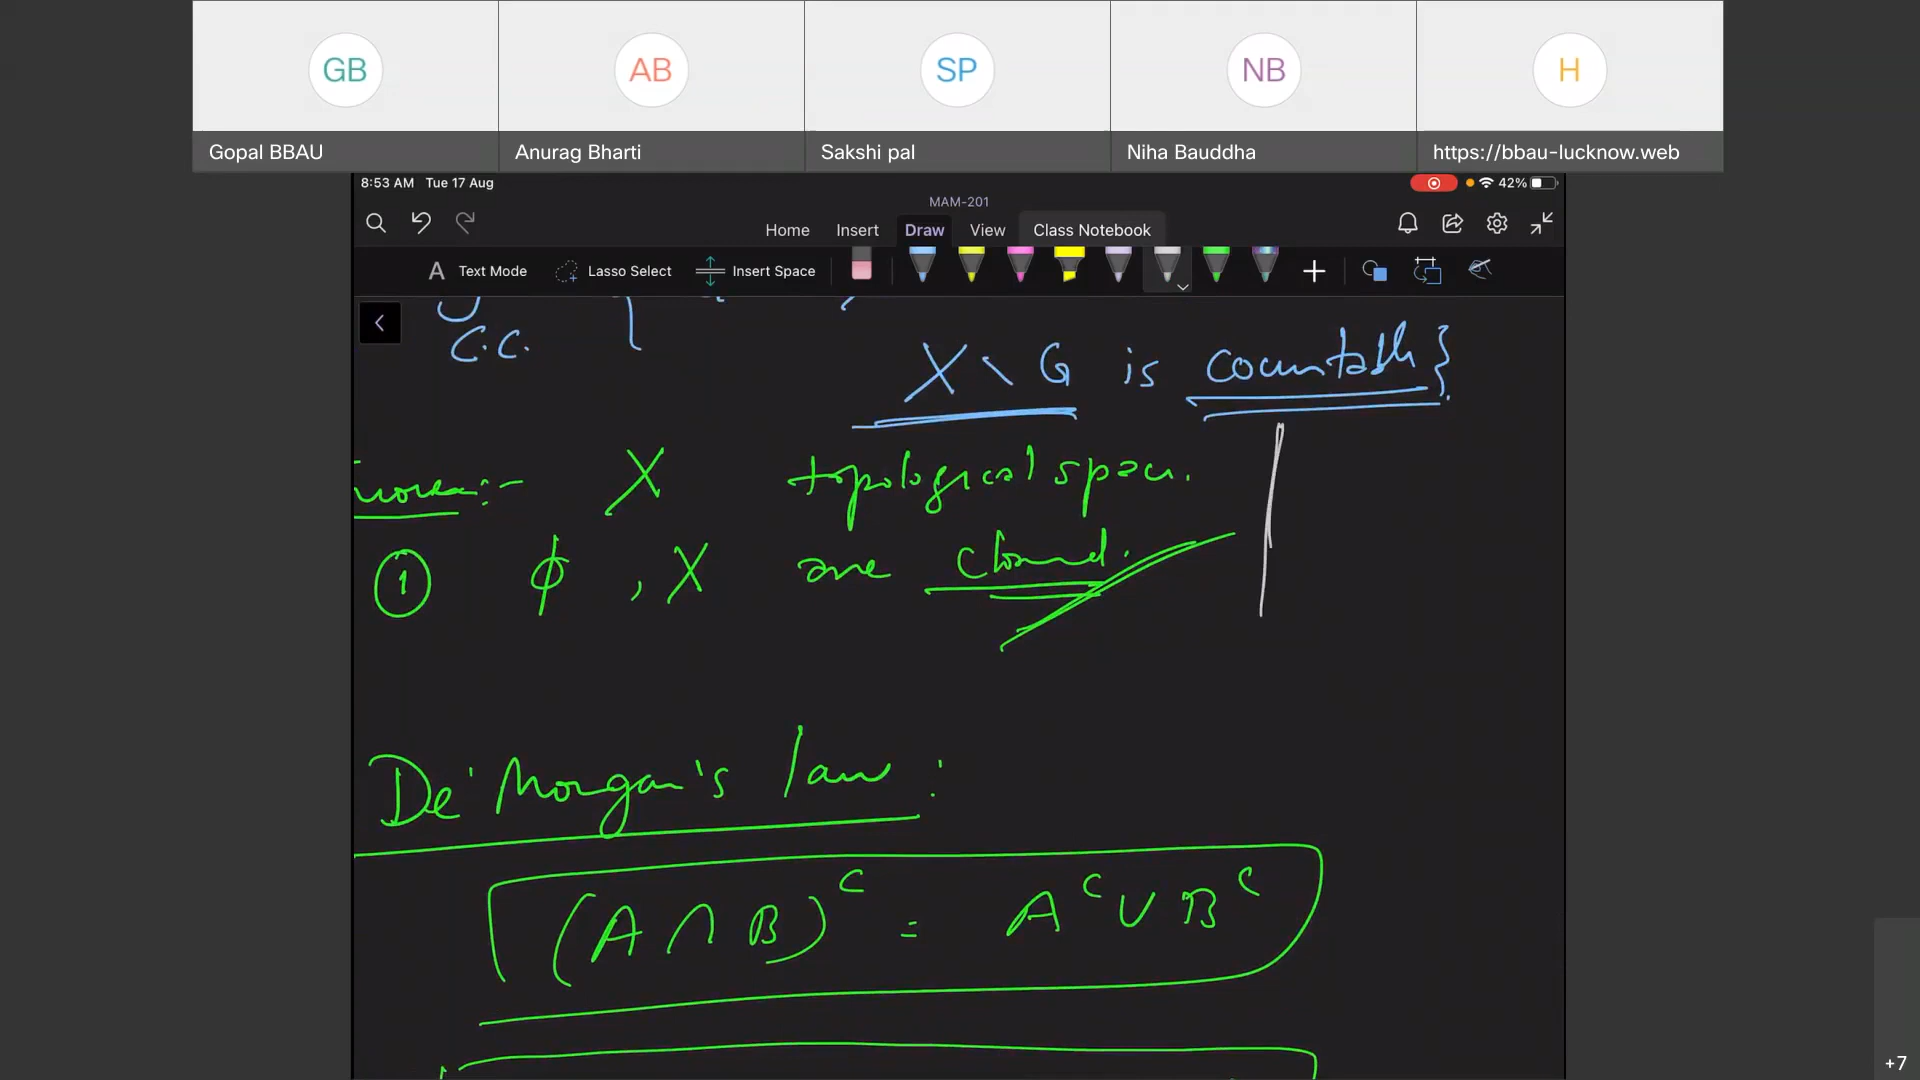 GB AB SP NB H
Gopal BBAU Anurag Bharti Sakshi pal Niha Bauddha https://bbau-lucknow.web
8:53 AM Tue 17 Aug 42%
MAM-201
Home Insert Draw View Class Notebook
A Text Mode Lasso Select Insert Space
C.C.
X \ G is countable}
X topological space.
① ϕ , X are closed.
De'Morgan's law :
(A ∩ B)^c = A^c ∪ B^c
+7